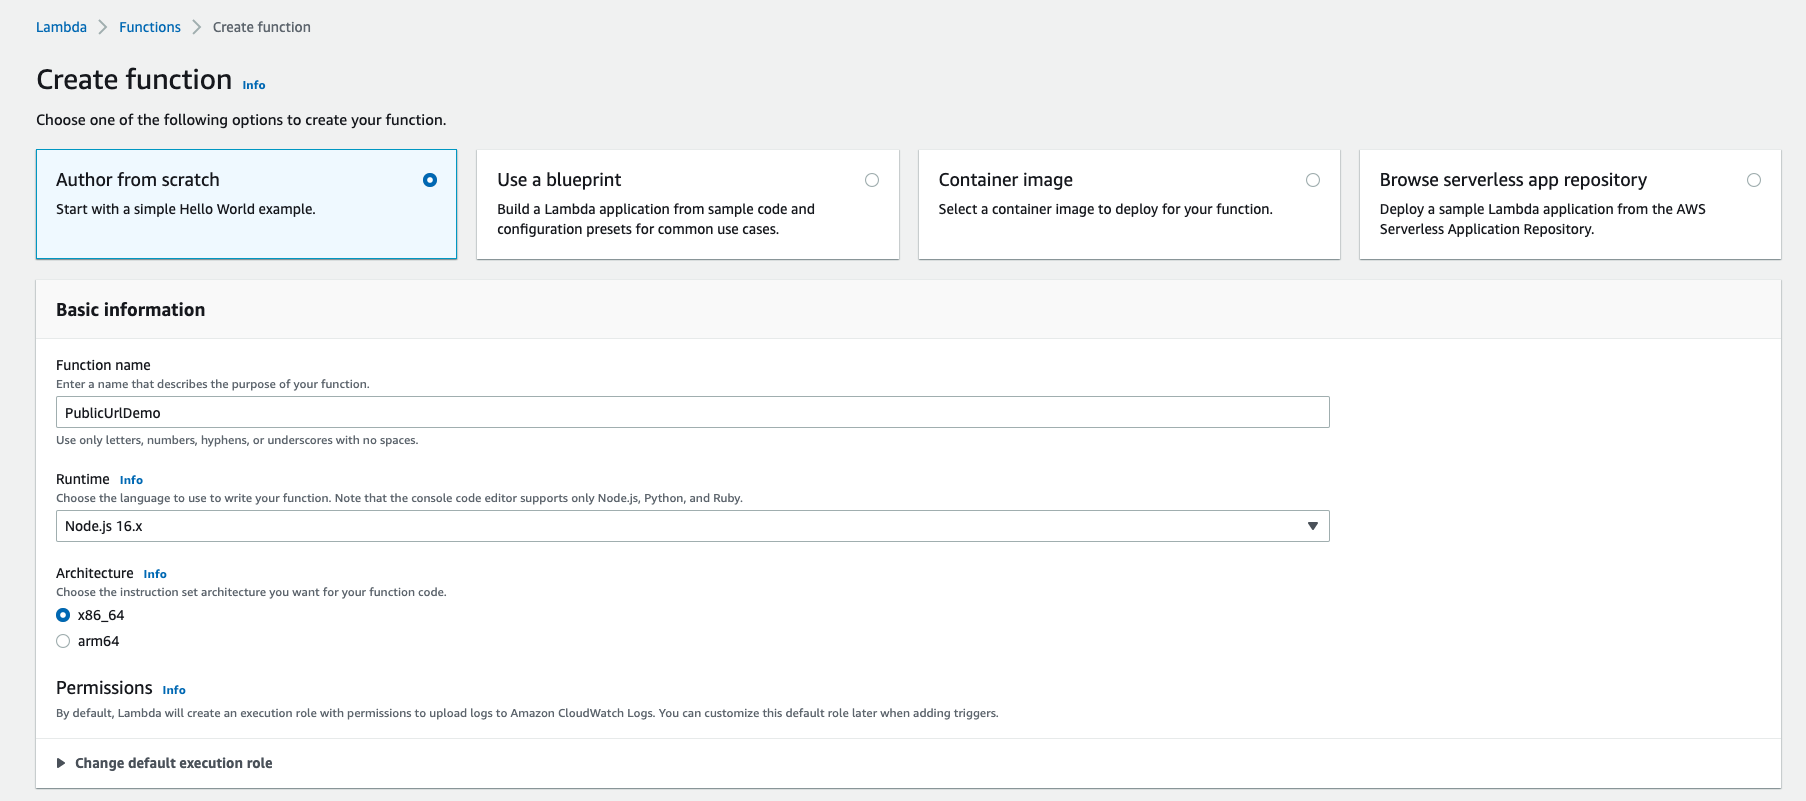 Lambda > Functions > Create function
Create function Info
Choose one of the following options to create your function.
Author from scratch
Start with a simple Hello World example.
Use a blueprint
Build a Lambda application from sample code and
configuration presets for common use cases.
Container image
Select a container image to deploy for your function.
Browse serverless app repository
Deploy a sample Lambda application from the AWS
Serverless Application Repository.
Basic information
Function name
Enter a name that describes the purpose of your function.
PublicUrlDemo
Use only letters, numbers, hyphens, or underscores with no spaces.
Runtime Info
Choose the language to use to write your function. Note that the console code editor supports only Node.js, Python, and Ruby.
Node.js 16.x
Architecture Info
Choose the instruction set architecture you want for your function code.
x86_64
arm64
Permissions Info
By default, Lambda will create an execution role with permissions to upload logs to Amazon CloudWatch Logs. You can customize this default role later when adding triggers.
Change default execution role